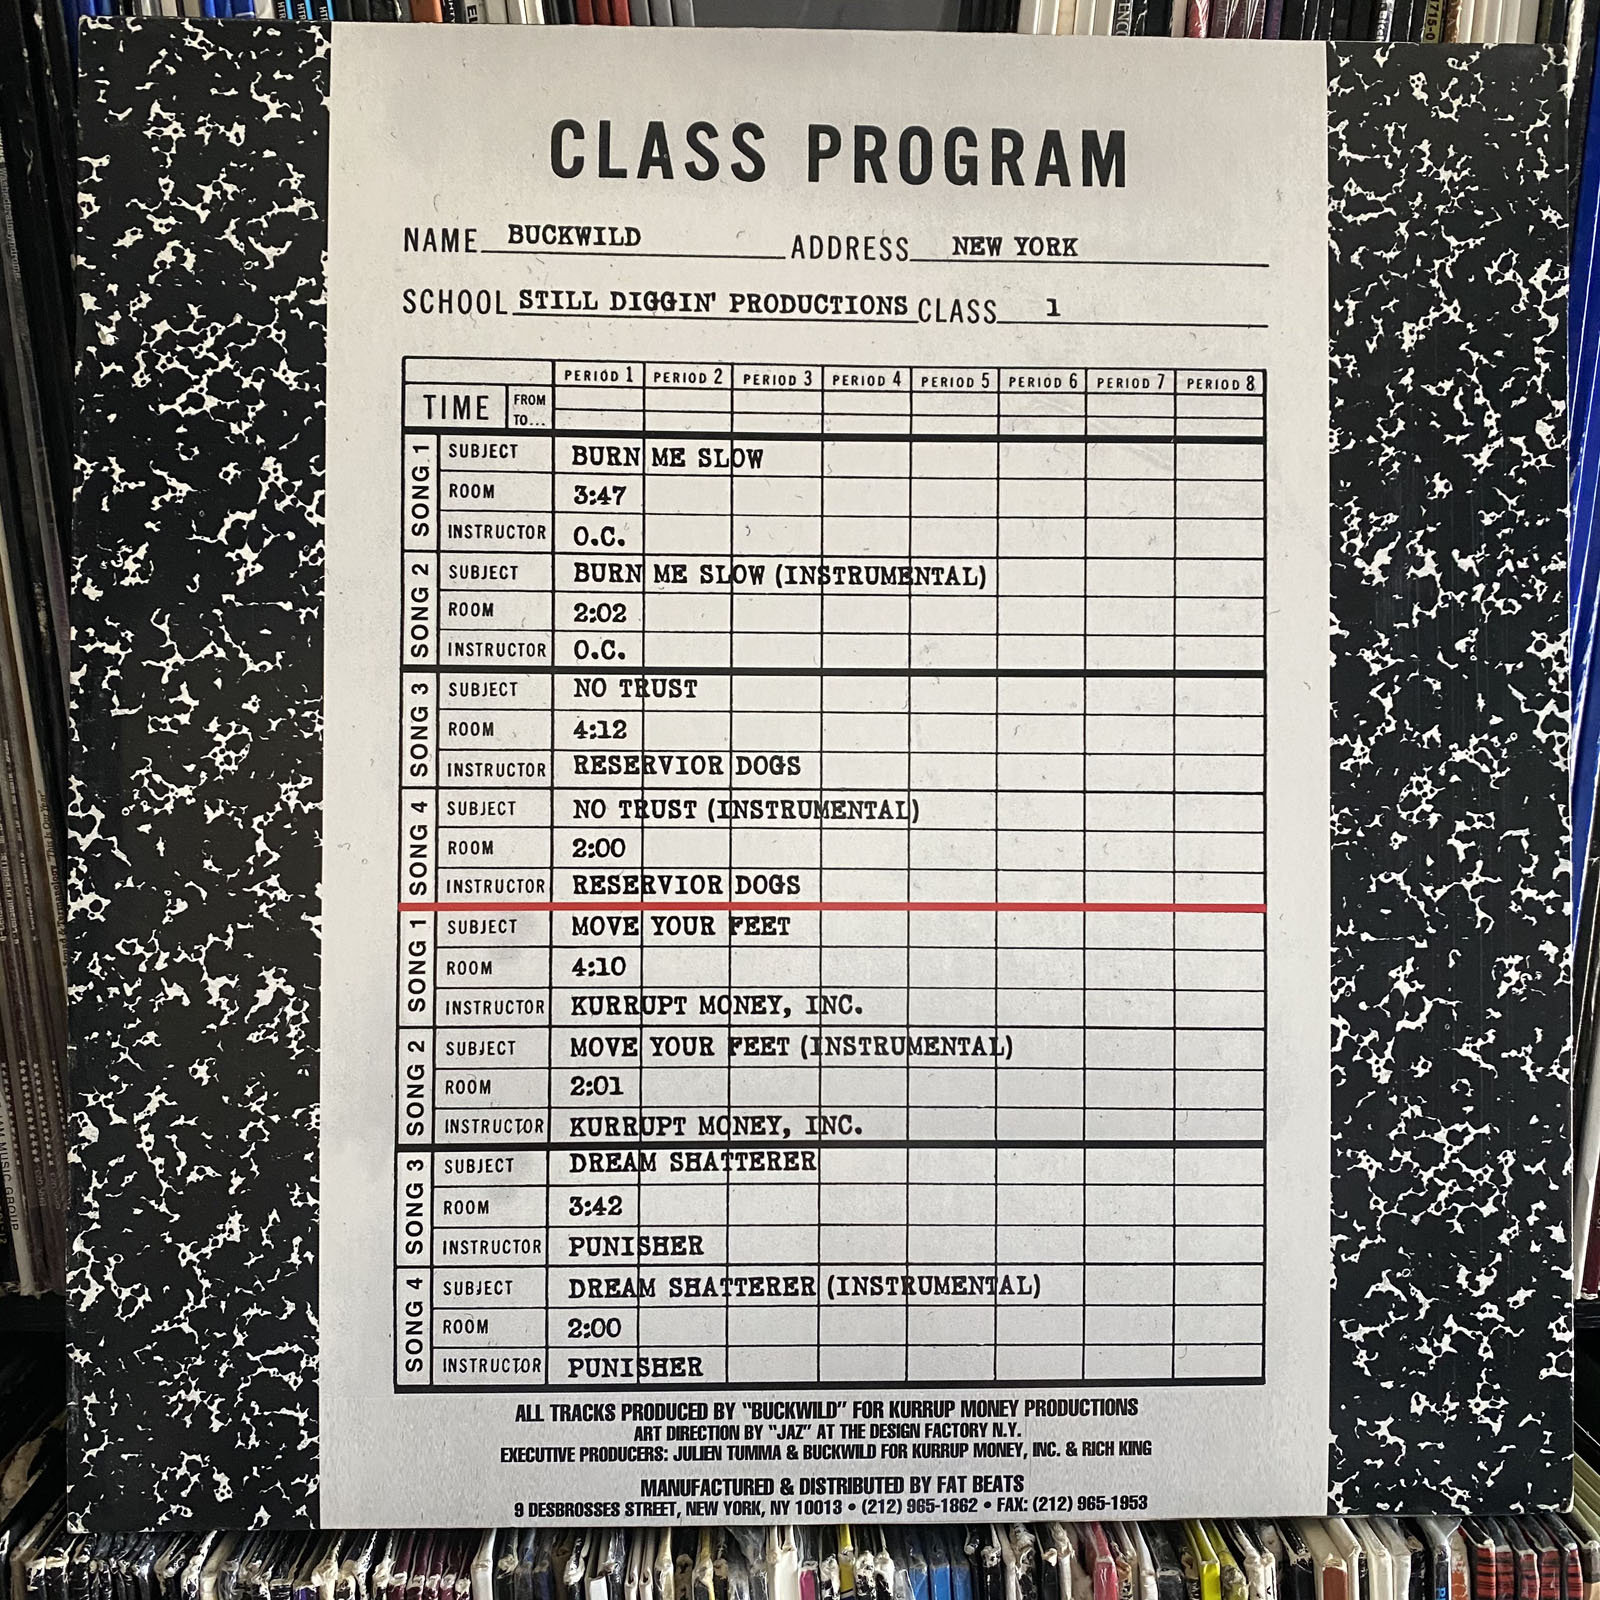 CLASS PROGRAM
NAME BUCKWILD ADDRESS NEW YORK
SCHOOL STILL DIGGIN' PRODUCTIONS CLASS 1
PERIOD 1 PERIOD 2 PERIOD 3 PERIOD 4 PERIOD 5 PERIOD 6 PERIOD 7 PERIOD 8
TIME FROM
TO...
SONG 1
SUBJECT BURN ME SLOW
ROOM 3:47
INSTRUCTOR O.C.
SONG 2
SUBJECT BURN ME SLOW (INSTRUMENTAL)
ROOM 2:02
INSTRUCTOR O.C.
SONG 3
SUBJECT NO TRUST
ROOM 4:12
INSTRUCTOR RESERVIOR DOGS
SONG 4
SUBJECT NO TRUST (INSTRUMENTAL)
ROOM 2:00
INSTRUCTOR RESERVIOR DOGS
SONG 1
SUBJECT MOVE YOUR FEET
ROOM 4:10
INSTRUCTOR KURRUPT MONEY, INC.
SONG 2
SUBJECT MOVE YOUR FEET (INSTRUMENTAL)
ROOM 2:01
INSTRUCTOR KURRUPT MONEY, INC.
SONG 3
SUBJECT DREAM SHATTERER
ROOM 3:42
INSTRUCTOR PUNISHER
SONG 4
SUBJECT DREAM SHATTERER (INSTRUMENTAL)
ROOM 2:00
INSTRUCTOR PUNISHER
ALL TRACKS PRODUCED BY "BUCKWILD" FOR KURRUP MONEY PRODUCTIONS
ART DIRECTION BY "JAZ" AT THE DESIGN FACTORY N.Y.
EXECUTIVE PRODUCERS: JULIEN TUMMA & BUCKWILD FOR KURRUP MONEY, INC. & RICH KING
MANUFACTURED & DISTRIBUTED BY FAT BEATS
9 DESBROSSES STREET, NEW YORK, NY 10013 • (212) 965-1862 • FAX: (212) 965-1953